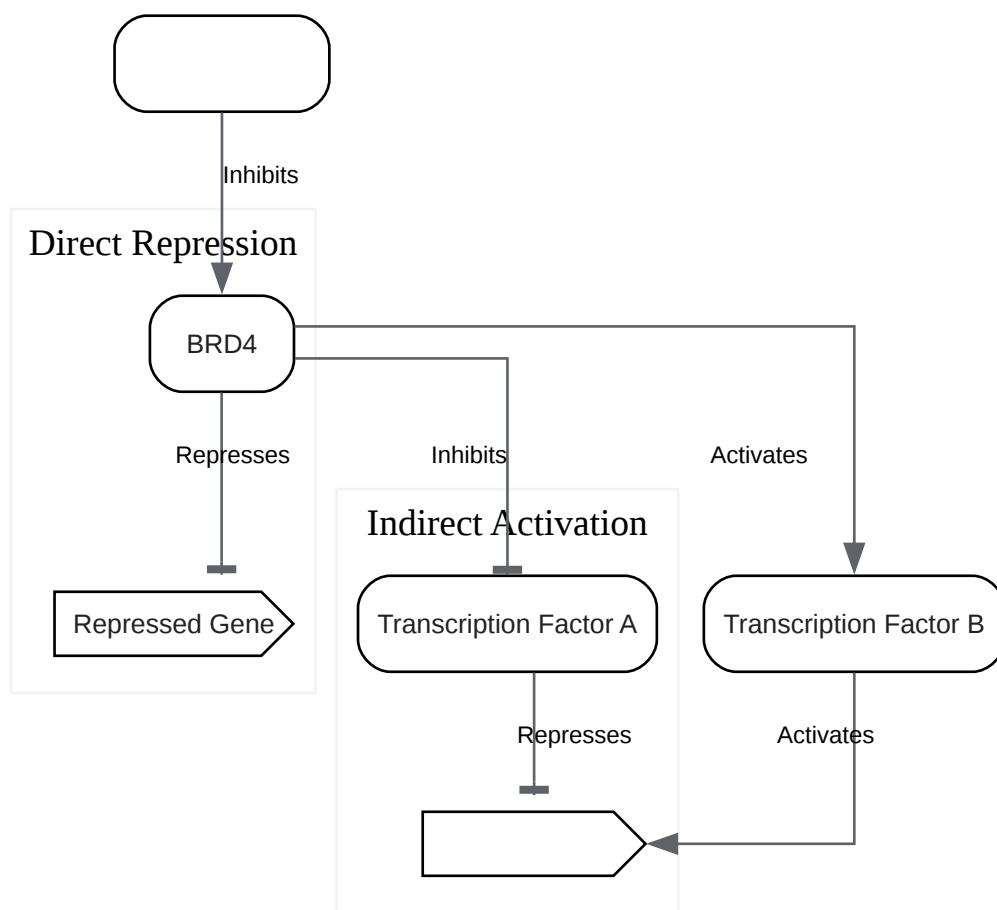 Inhibits
Direct Repression
BRD4
Represses
Inhibits
Activates
Indirect Activation
Repressed Gene
Transcription Factor A
Transcription Factor B
Represses
Activates